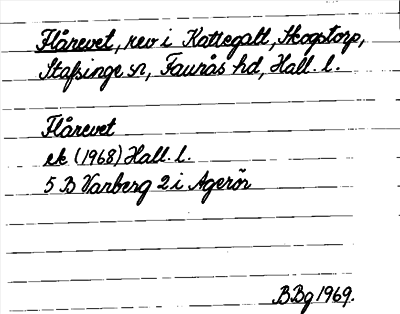 Flårevet, rev i Kattegatt, Skogstorp,
Stafsinge sn, Faurås hd, Hall. l.
Flårevet
ek (1968) Hall. l.
5 B Varberg 2 i Agerör
BBg 1969.